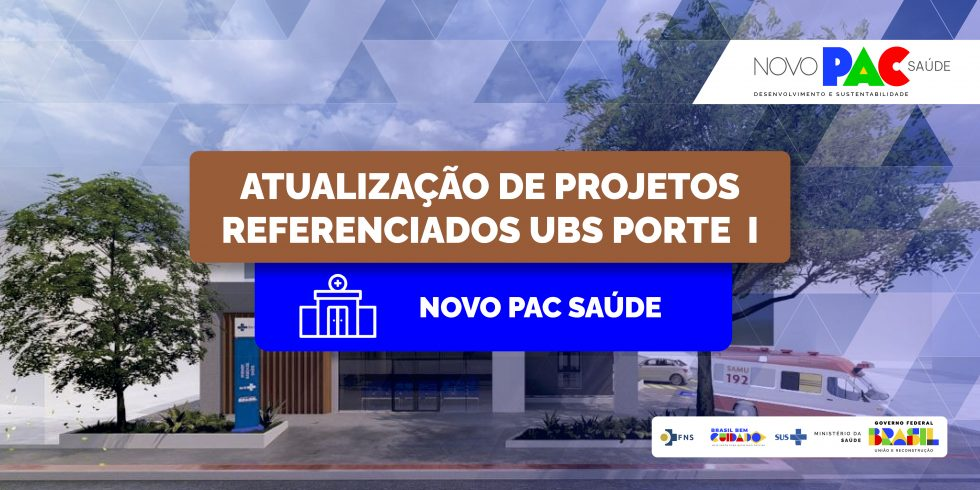 NOVO PAC SAÚDE
DESENVOLVIMENTO E SUSTENTABILIDADE
ATUALIZAÇÃO DE PROJETOS
REFERENCIADOS UBS PORTE I
NOVO PAC SAÚDE
SAMU
192
FNS
BRASIL BEM
CUIDADO
SUS
MINISTÉRIO DA
SAÚDE
GOVERNO FEDERAL
BRASIL
UNIÃO E RECONSTRUÇÃO